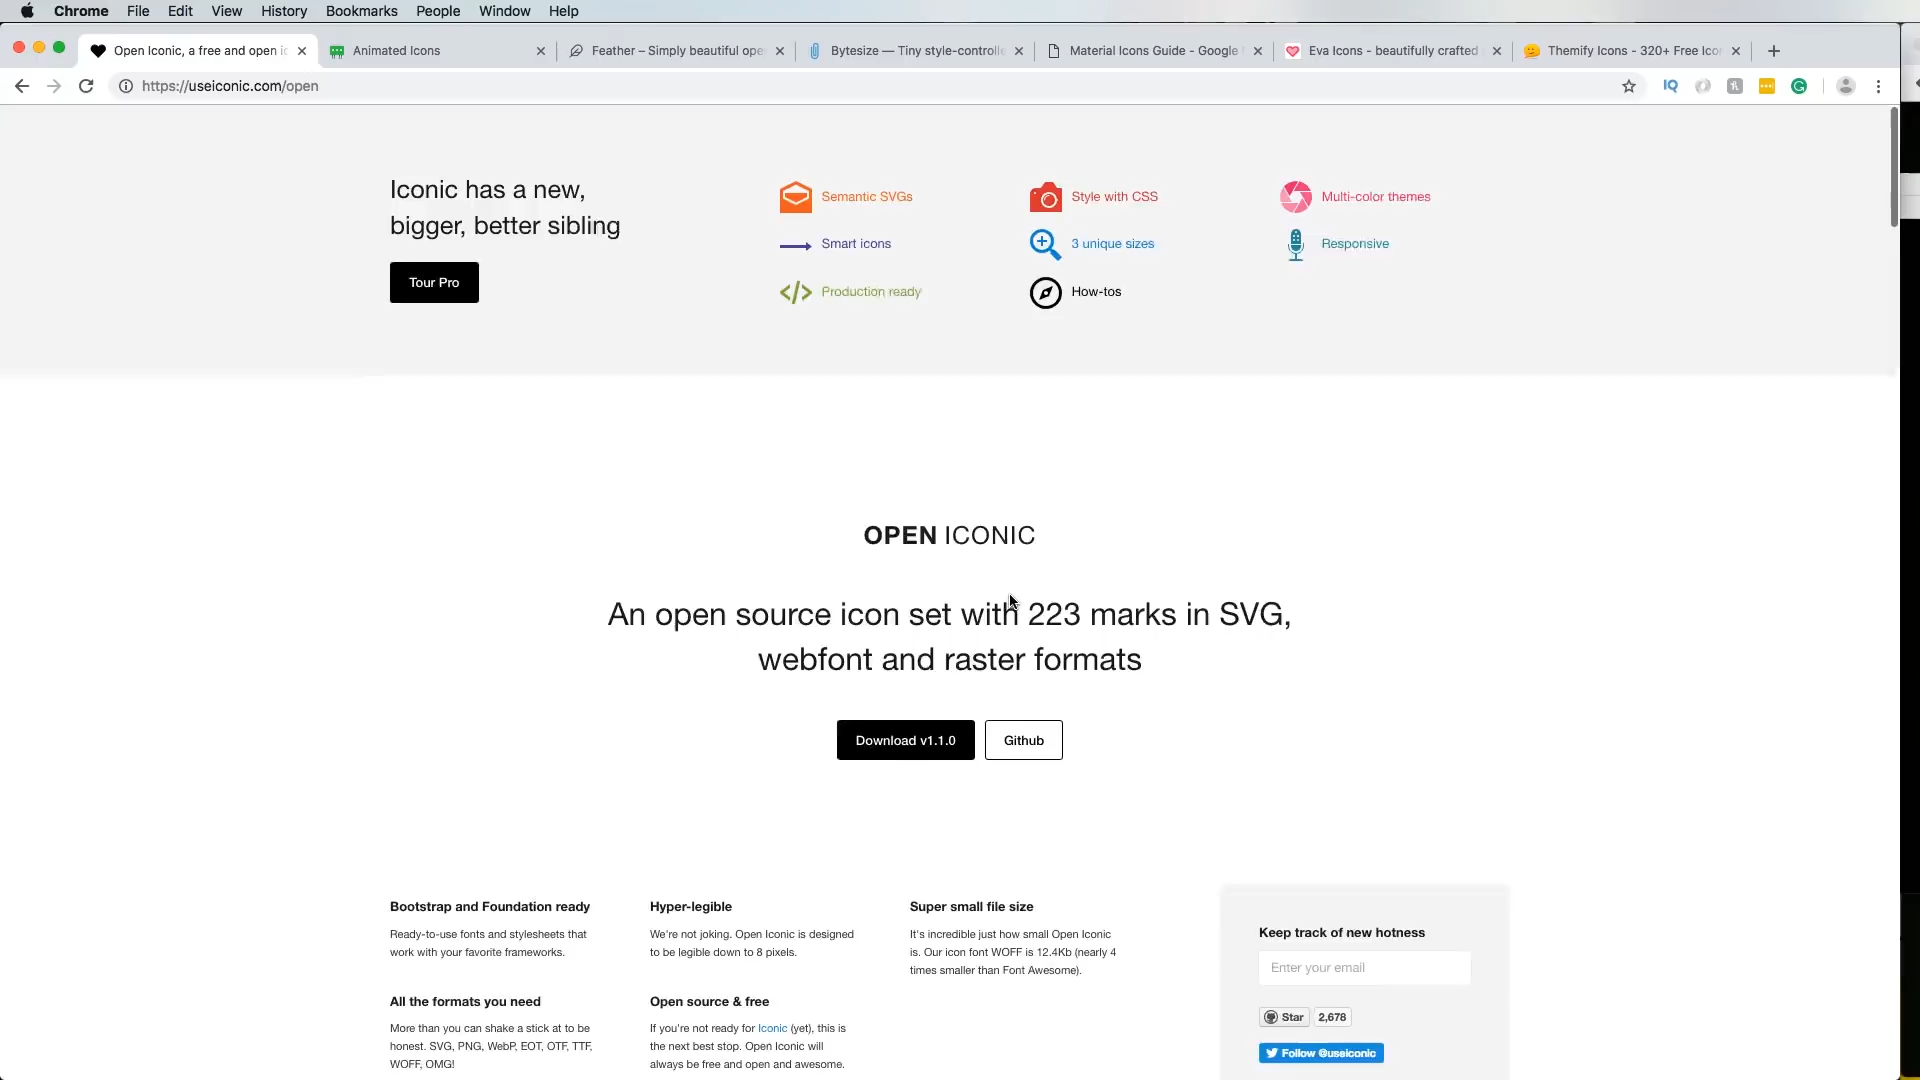 Chrome File Edit View History Bookmarks People Window Help
Open Iconic, a free and open ic
Animated Icons
Feather – Simply beautiful ope
Bytesize — Tiny style-controlle
Material Icons Guide - Google
Eva Icons - beautifully crafted
Themify Icons - 320+ Free Ico
https://useiconic.com/open
IQ
Iconic has a new,
bigger, better sibling
Tour Pro
Semantic SVGs
Style with CSS
Multi-color themes
Smart icons
3 unique sizes
Responsive
Production ready
How-tos
OPEN ICONIC
An open source icon set with 223 marks in SVG,
webfont and raster formats
Download v1.1.0
Github
Bootstrap and Foundation ready
Ready-to-use fonts and stylesheets that
work with your favorite frameworks.
Hyper-legible
We're not joking. Open Iconic is designed
to be legible down to 8 pixels.
Super small file size
It's incredible just how small Open Iconic
is. Our icon font WOFF is 12.4Kb (nearly 4
times smaller than Font Awesome).
All the formats you need
More than you can shake a stick at to be
honest. SVG, PNG, WebP, EOT, OTF, TTF,
WOFF, OMG!
Open source & free
If you're not ready for Iconic (yet), this is
the next best stop. Open Iconic will
always be free and open and awesome.
Keep track of new hotness
Enter your email
Star
2,678
Follow @useiconic